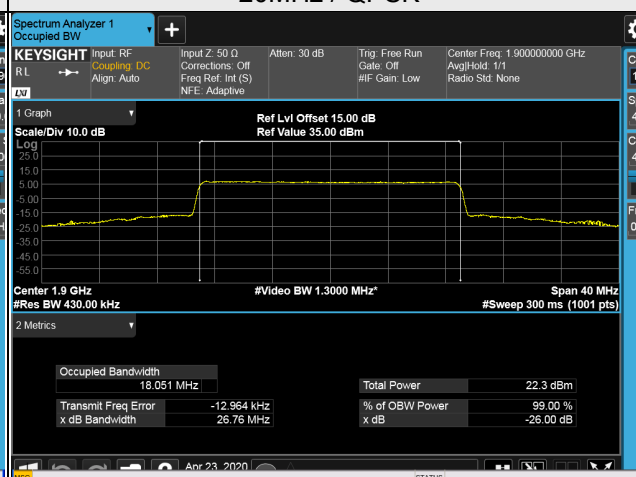 Spectrum Analyzer 1
Occupied BW
KEYSIGHT
R L
LXI
Input: RF
Coupling: DC
Align: Auto
Input Z: 50 Ω
Corrections: Off
Freq Ref: Int (S)
NFE: Adaptive
Atten: 30 dB
Trig: Free Run
Gate: Off
#IF Gain: Low
Center Freq: 1.900000000 GHz
Avg|Hold: 1/1
Radio Std: None
1 Graph
Scale/Div 10.0 dB
Ref Lvl Offset 15.00 dB
Ref Value 35.00 dBm
Log
25.0
15.0
5.00
-5.00
-15.0
-25.0
-35.0
-45.0
-55.0
Center 1.9 GHz
#Video BW 1.3000 MHz*
Span 40 MHz
#Res BW 430.00 kHz
#Sweep 300 ms (1001 pts)
2 Metrics
Occupied Bandwidth
18.051 MHz
Total Power 22.3 dBm
Transmit Freq Error -12.964 kHz
% of OBW Power 99.00 %
x dB Bandwidth 26.76 MHz
x dB -26.00 dB
Apr 23, 2020
MSG
STATUS